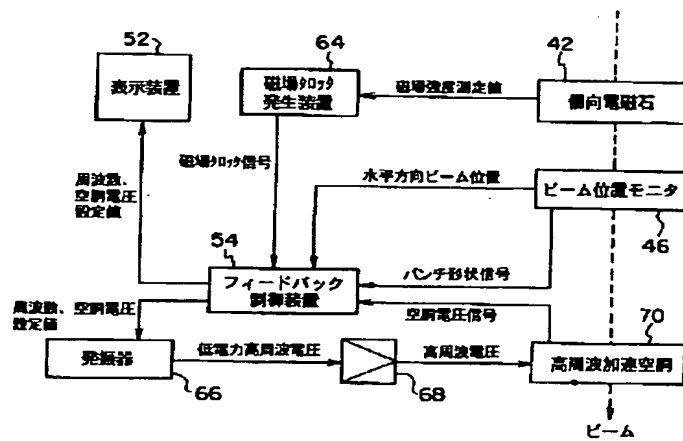 52
表示装置
64
磁場クロック
発生装置
磁場強度測定値
42
偏向電磁石
周波数、
空胴電圧
設定値
磁場クロック信号
水平方向ビーム位置
ビーム位置モニタ
46
54
フィードバック
制御装置
バンチ形状信号
空胴電圧信号
周波数、空胴電圧
設定値
70
発振器
66
低電力高周波電圧
68
高周波電圧
高周波加速空胴
ビーム